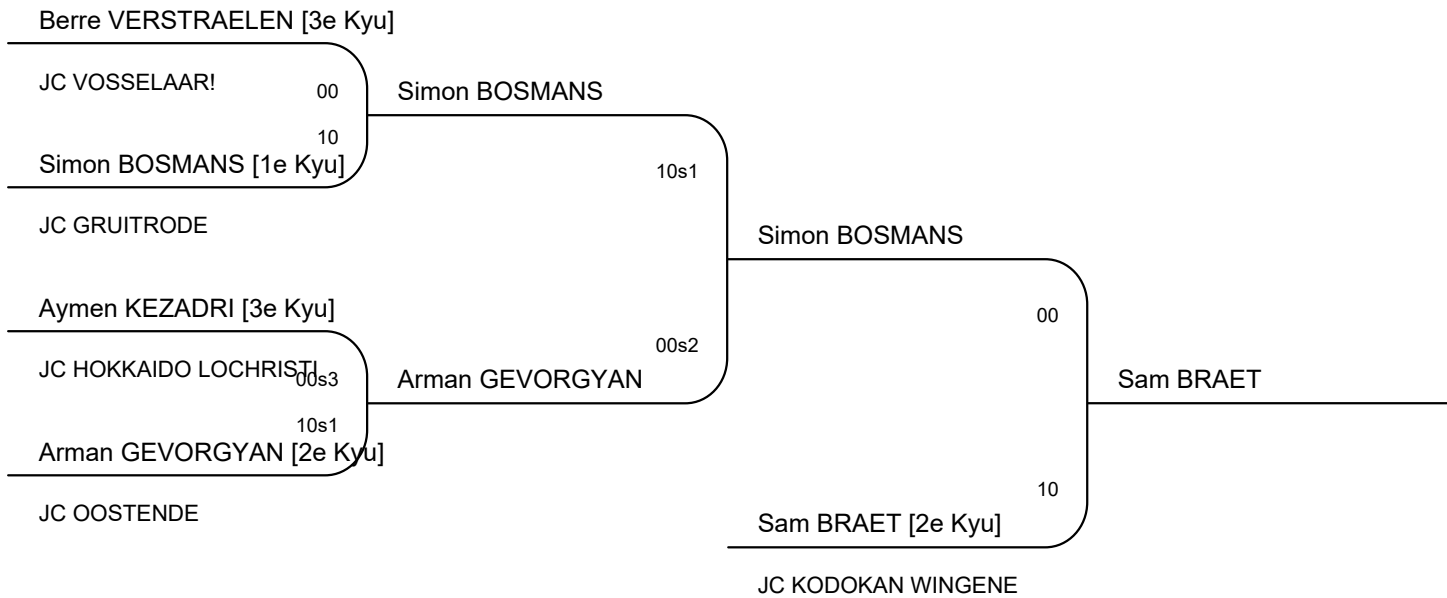 Berre VERSTRAELEN [3e Kyu]
JC VOSSELAAR!
00
Simon BOSMANS
10
Simon BOSMANS [1e Kyu]
10s1
JC GRUITRODE
Simon BOSMANS
Aymen KEZADRI [3e Kyu]
00
00s2
JC HOKKAIDO LOCHRISTI
00s3
Arman GEVORGYAN
Sam BRAET
10s1
Arman GEVORGYAN [2e Kyu]
10
JC OOSTENDE
Sam BRAET [2e Kyu]
JC KODOKAN WINGENE